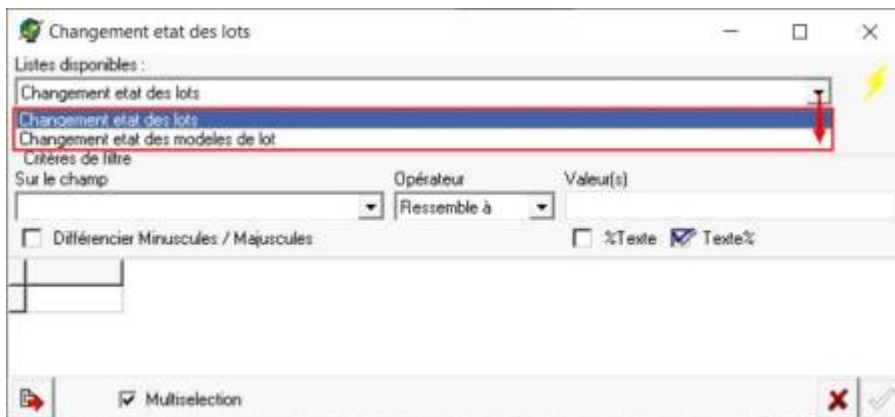 Changement etat des lots
Listes disponibles :
Changement etat des lots
Changement etat des lots
Changement etat des modeles de lot
Critères de filtre
Sur le champ Opérateur Valeur(s)
Ressemble à
Différencier Minuscules / Majuscules %Texte Texte%
Multiselection